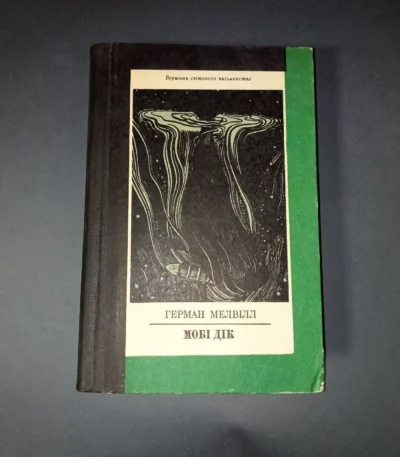 Вершини світового письменства
ГЕРМАН МЕЛВІЛЛ
МОБІ ДІК